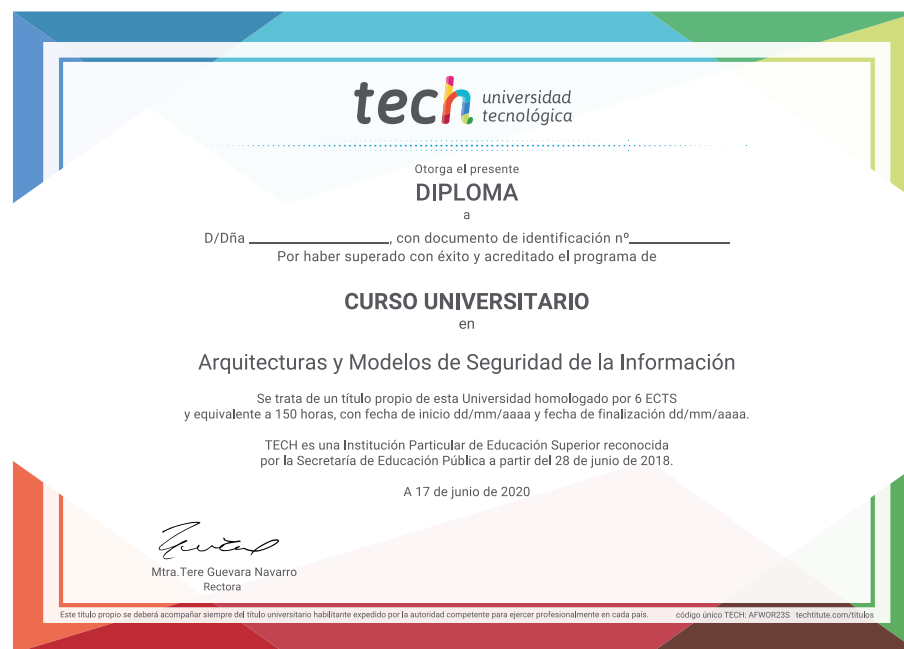 tech universidad
tecnológica
Otorga el presente
DIPLOMA
a
D/Dña ____________________, con documento de identificación nº______________
Por haber superado con éxito y acreditado el programa de
CURSO UNIVERSITARIO
en
Arquitecturas y Modelos de Seguridad de la Información
Se trata de un título propio de esta Universidad homologado por 6 ECTS
y equivalente a 150 horas, con fecha de inicio dd/mm/aaaa y fecha de finalización dd/mm/aaaa.
TECH es una Institución Particular de Educación Superior reconocida
por la Secretaría de Educación Pública a partir del 28 de junio de 2018.
A 17 de junio de 2020
Mtra.Tere Guevara Navarro
Rectora
Este título propio se deberá acompañar siempre del título universitario habilitante expedido por la autoridad competente para ejercer profesionalmente en cada país. código único TECH: AFWOR23S techtitute.com/titulos